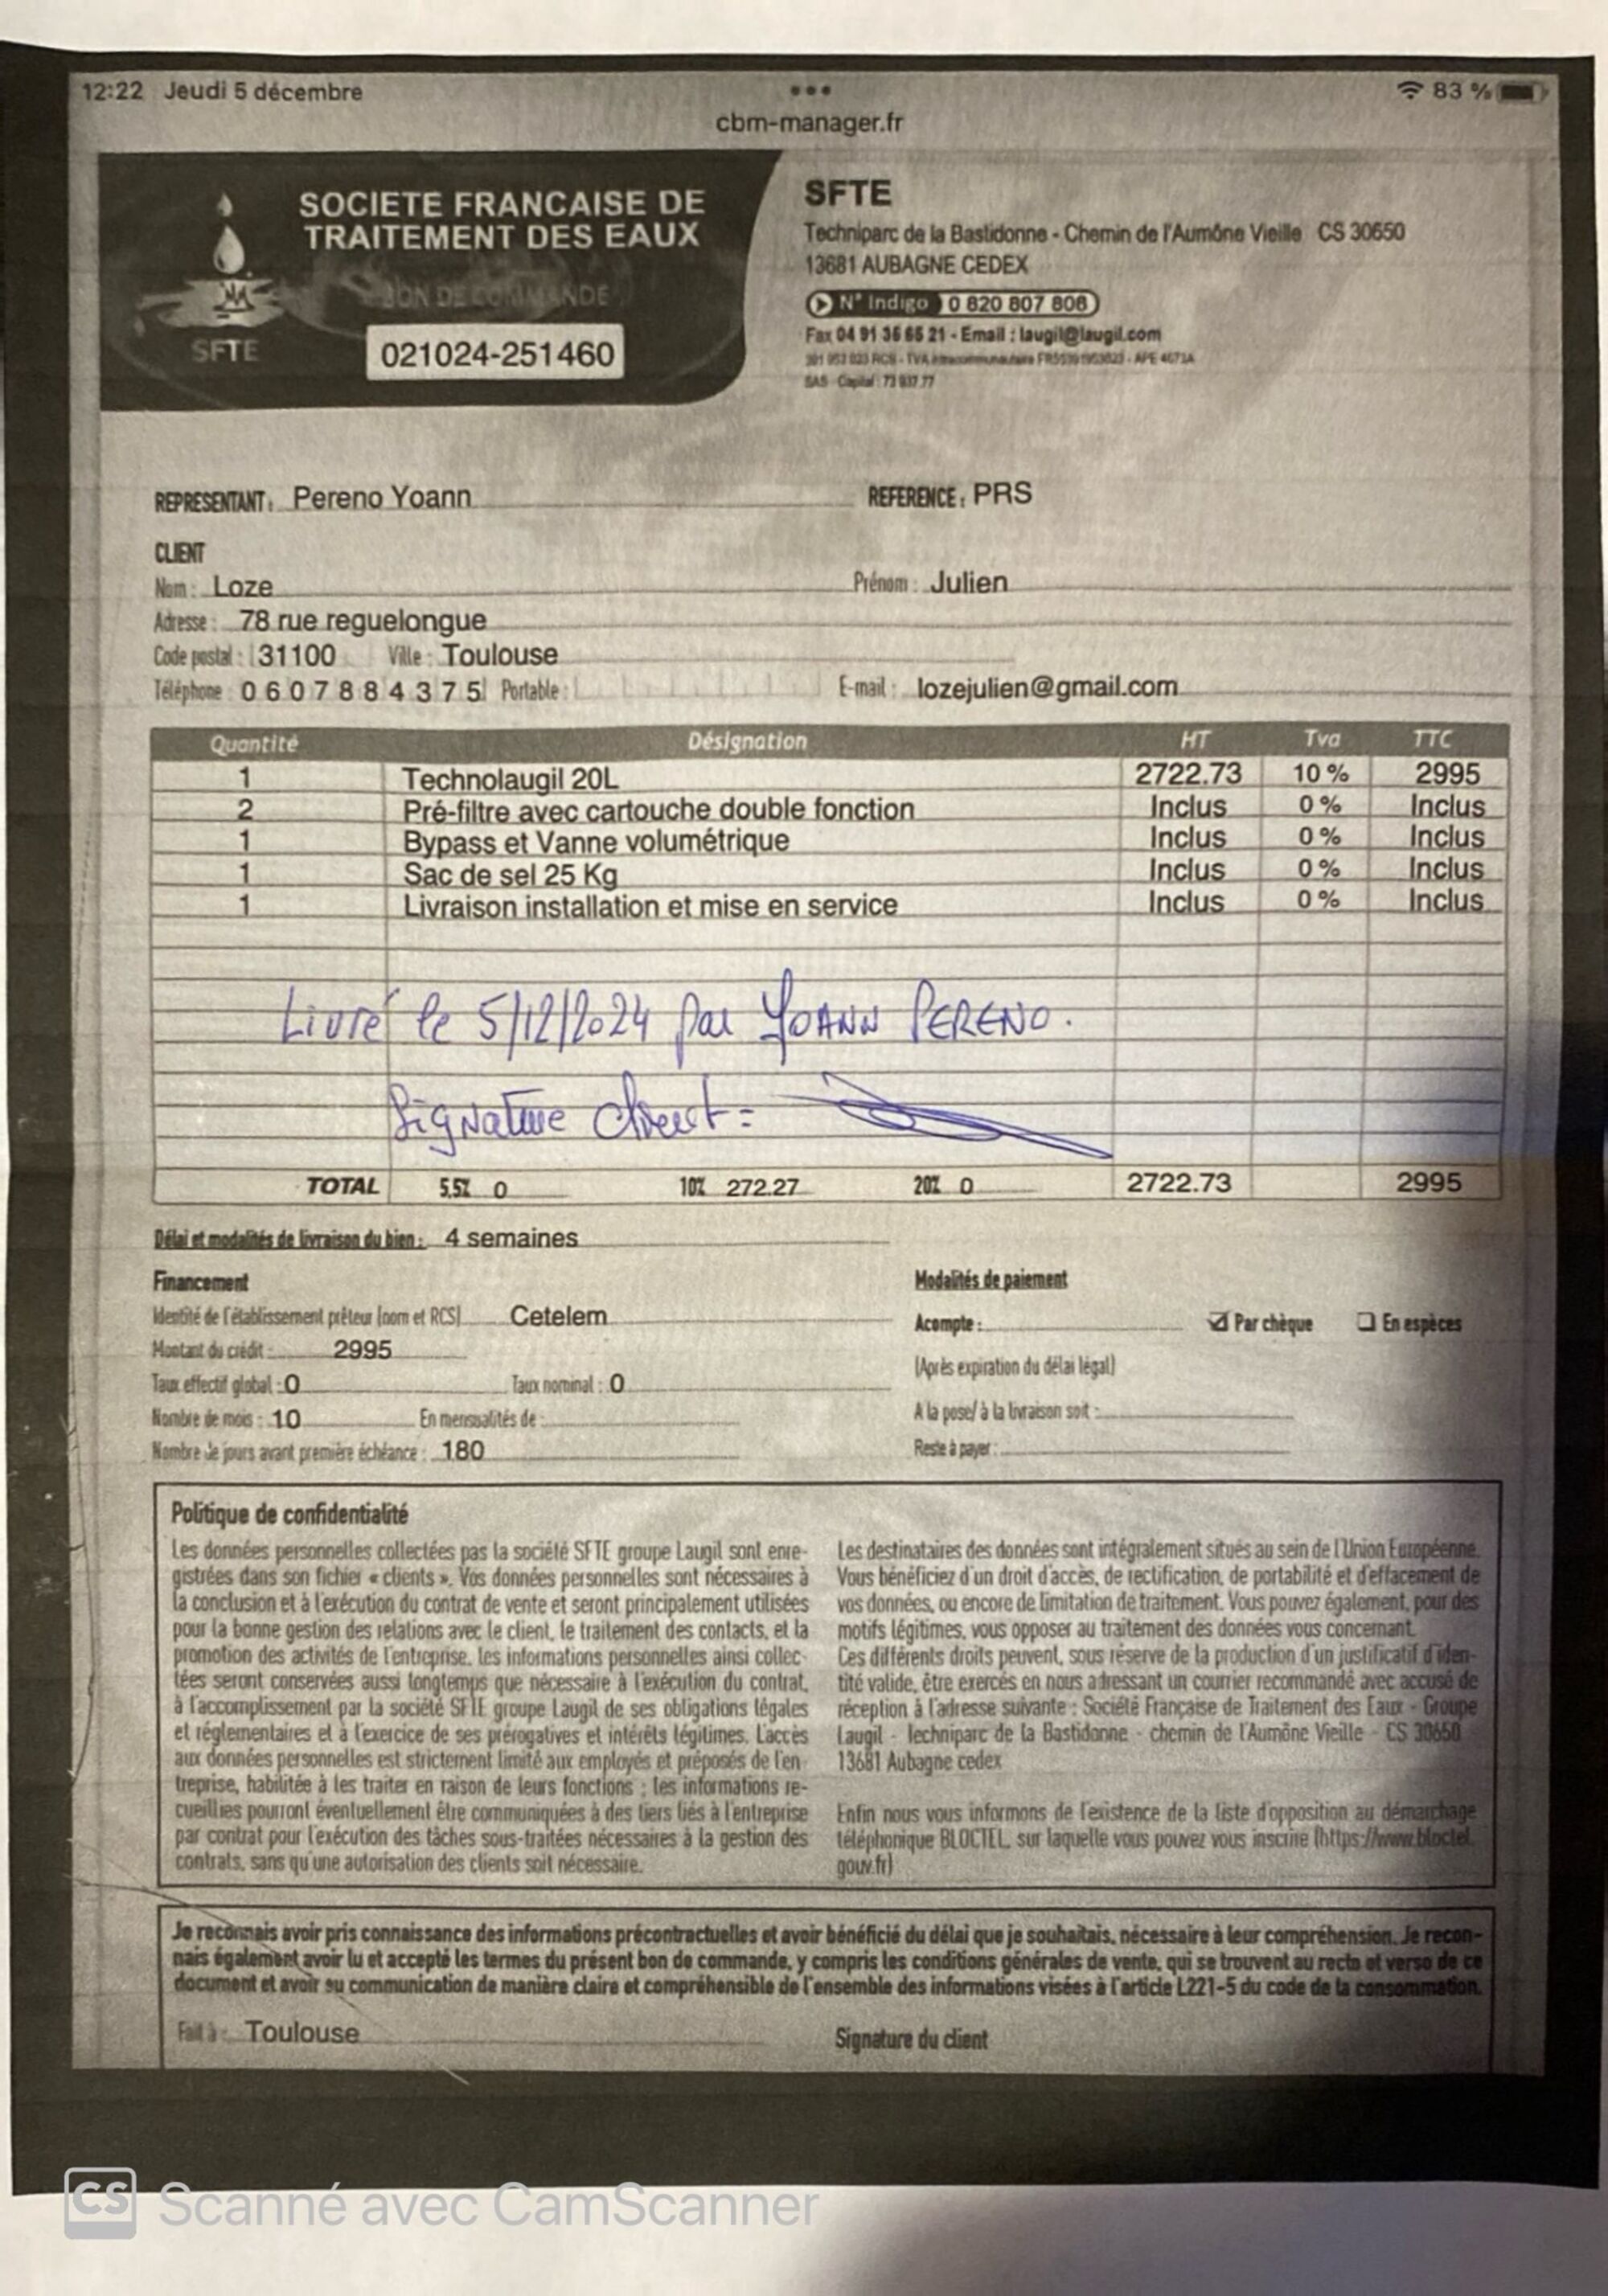 12:22 Jeudi 5 décembre
83 %
cbm-manager.fr
SOCIETE FRANCAISE DE
TRAITEMENT DES EAUX
BON DE COMMANDE
SFTE
021024-251460
SFTE
Techniparc de la Bastidonne - Chemin de l'Aumône Vieille CS 30650
13681 AUBAGNE CEDEX
N° Indigo 0 820 807 808
Fax 04 91 36 65 21 - Email : laugil@laugil.com
SAS Capital : 73 937.77
REPRESENTANT : Pereno Yoann REFERENCE : PRS
CLIENT
Nom : Loze Prénom : Julien
Adresse : 78 rue reguelongue
Code postal : 31100 Ville : Toulouse
Téléphone 0 6 0 7 8 8 4 3 7 5 Portable : E-mail : lozejulien@gmail.com
Quantité Désignation HT Tva TTC
1 Technolaugil 20L 2722.73 10 % 2995
2 Pré-filtre avec cartouche double fonction Inclus 0 % Inclus
1 Bypass et Vanne volumétrique Inclus 0 % Inclus
1 Sac de sel 25 Kg Inclus 0 % Inclus
1 Livraison installation et mise en service Inclus 0 % Inclus
Livré le 5/12/2024 par YOANN PERENO.
Signature client =
TOTAL 5,5% 0 10% 272.27 20% 0 2722.73 2995
Délai et modalités de livraison du bien : 4 semaines
Financement
Identité de l'établissement prêteur (nom et RCS) Cetelem
Montant du crédit : 2995
Taux effectif global : 0 Taux nominal : 0
Nombre de mois : 10 En mensualités de :
Nombre de jours avant première échéance : 180
Modalités de paiement
Acompte : Par chèque En espèces
(Après expiration du délai légal)
A la pose/ à la livraison soit :
Reste à payer :
Politique de confidentialité
Les données personnelles collectées pas la société SFTE groupe Laugil sont enre-
gistrées dans son fichier « clients ». Vos données personnelles sont nécessaires à
la conclusion et à l'exécution du contrat de vente et seront principalement utilisées
pour la bonne gestion des relations avec le client, le traitement des contacts, et la
promotion des activités de l'entreprise. Les informations personnelles ainsi collec-
tées seront conservées aussi longtemps que nécessaire à l'exécution du contrat,
à l'accomplissement par la société SFTE groupe Laugil de ses obligations légales
et réglementaires et à l'exercice de ses prérogatives et intérêts légitimes. L'accès
aux données personnelles est strictement limité aux employés et préposés de l'en-
treprise, habilitée à les traiter en raison de leurs fonctions ; les informations re-
cueillies pourront éventuellement être communiquées à des tiers liés à l'entreprise
par contrat pour l'exécution des tâches sous-traitées nécessaires à la gestion des
contrats, sans qu'une autorisation des clients soit nécessaire.
Les destinataires des données sont intégralement situés au sein de l'Union Européenne.
Vous bénéficiez d'un droit d'accès, de rectification, de portabilité et d'effacement de
vos données, ou encore de limitation de traitement. Vous pouvez également, pour des
motifs légitimes, vous opposer au traitement des données vous concernant.
Ces différents droits peuvent, sous réserve de la production d'un justificatif d'iden-
tité valide, être exercés en nous adressant un courrier recommandé avec accusé de
réception à l'adresse suivante : Société Française de Traitement des Eaux - Groupe
Laugil - Techniparc de la Bastidonne - chemin de l'Aumône Vieille - CS 30650
13681 Aubagne cedex
Enfin nous vous informons de l'existence de la liste d'opposition au démarchage
téléphonique BLOCTEL, sur laquelle vous pouvez vous inscrire (https://www.bloctel.
gouv.fr)
Je reconnais avoir pris connaissance des informations précontractuelles et avoir bénéficié du délai que je souhaitais, nécessaire à leur compréhension. Je recon-
nais également avoir lu et accepté les termes du présent bon de commande, y compris les conditions générales de vente, qui se trouvent au recto et verso de ce
document et avoir eu communication de manière claire et compréhensible de l'ensemble des informations visées à l'article L221-5 du code de la consommation.
Fait à : Toulouse Signature du client
CS Scanné avec CamScanner